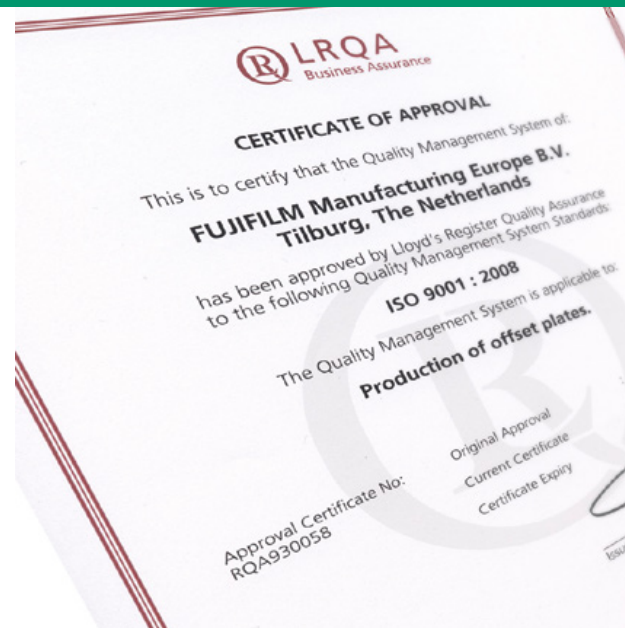 LRQA
Business Assurance
CERTIFICATE OF APPROVAL
This is to certify that the Quality Management System of:
FUJIFILM Manufacturing Europe B.V.
Tilburg, The Netherlands
has been approved by Lloyd's Register Quality Assurance
to the following Quality Management System Standards:
ISO 9001 : 2008
The Quality Management System is applicable to:
Production of offset plates.
Original Approval
Current Certificate
Certificate Expiry
Approval Certificate No:
RQA930058